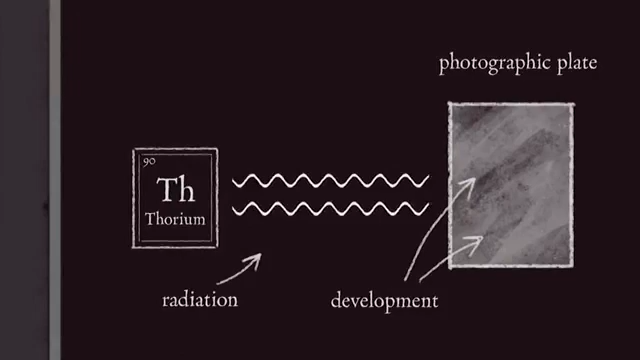 photographic plate
90
Th
Thorium
radiation
development